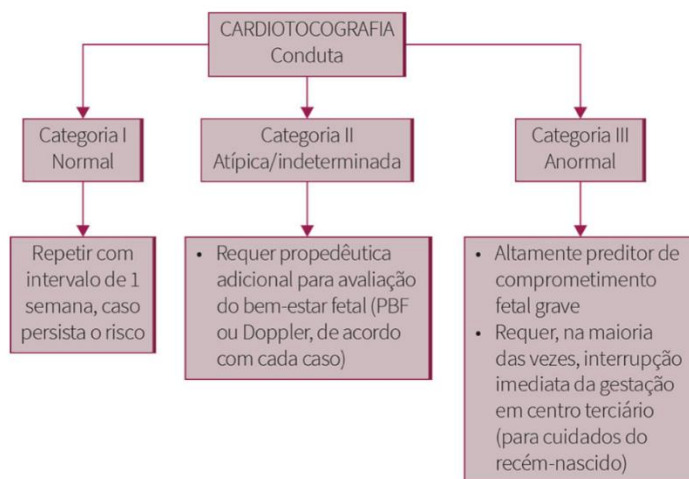 CARDIOTOCOGRAFIA
Conduta
Categoria I
Normal
Categoria II
Atípica/indeterminada
Categoria III
Anormal
Repetir com
intervalo de 1
semana, caso
persista o risco
• Requer propedêutica
adicional para avaliação
do bem-estar fetal (PBF
ou Doppler, de acordo
com cada caso)
• Altamente preditor de
comprometimento
fetal grave
• Requer, na maioria
das vezes, interrupção
imediata da gestação
em centro terciário
(para cuidados do
recém-nascido)